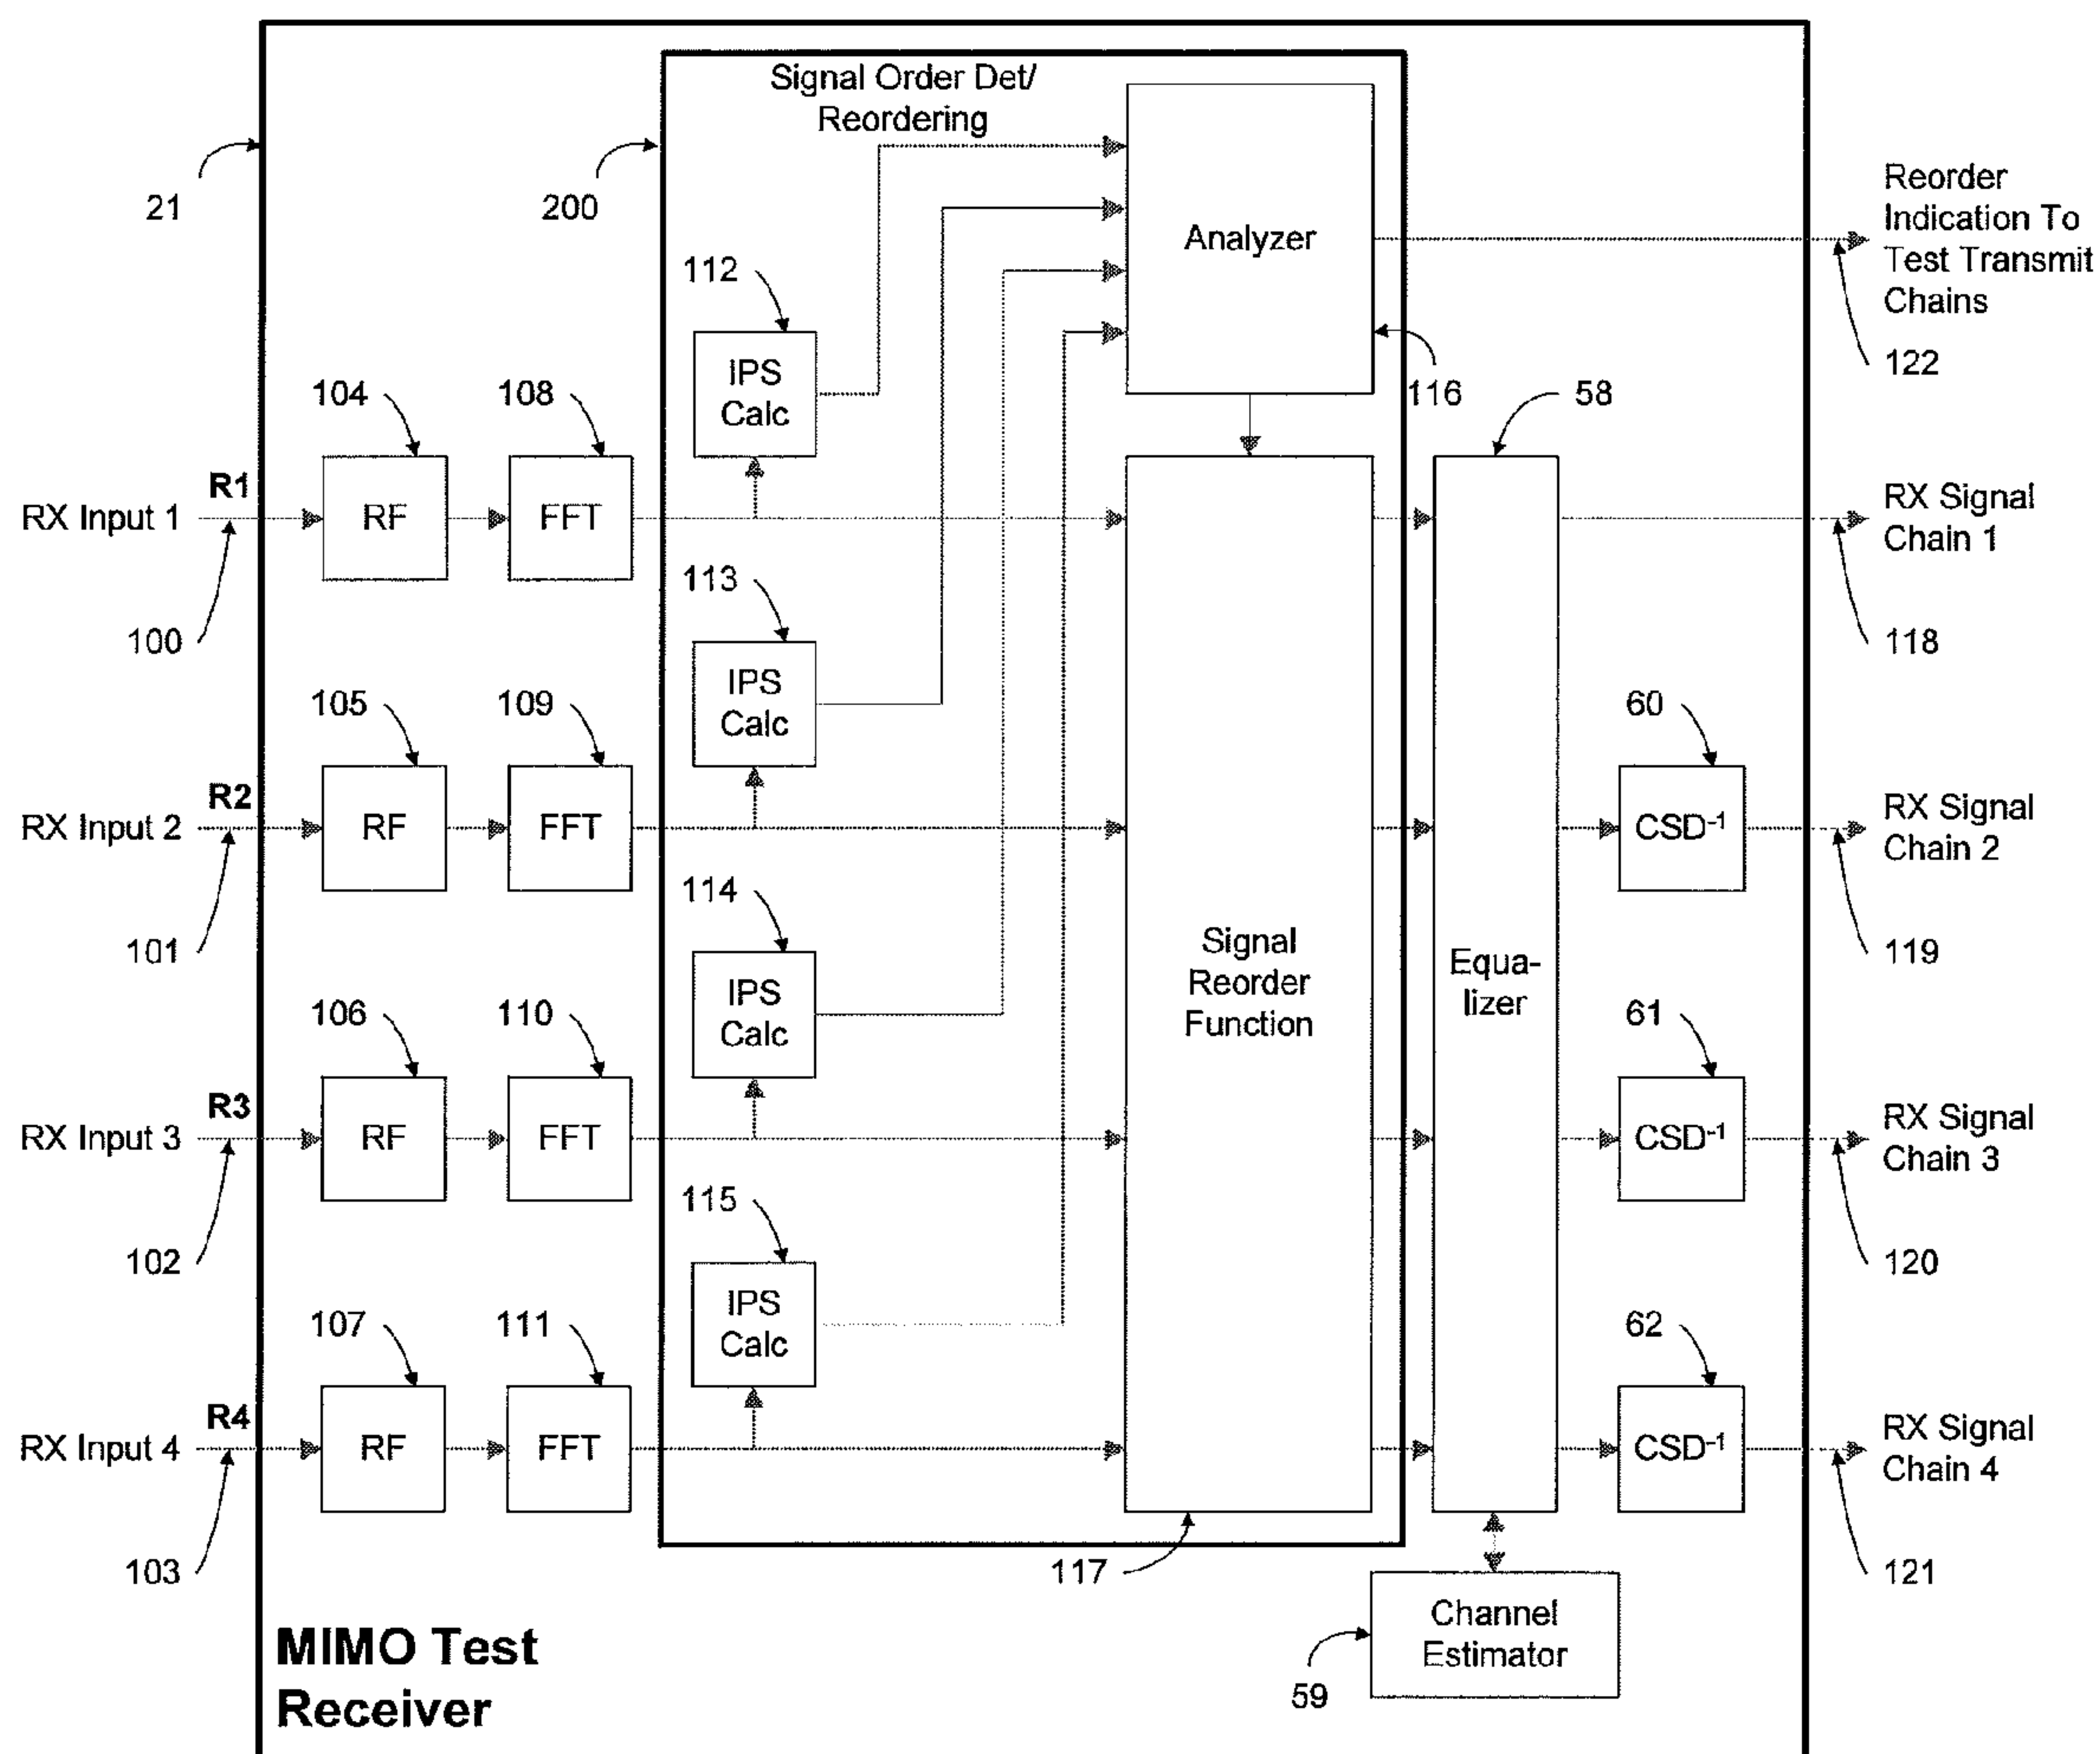 Signal Order Det/
Reordering
21
200
Analyzer
Reorder
Indication To
Test Transmit
Chains
112
IPS
Calc
116
122
104
108
58
R1
RX Input 1
RF
FFT
RX Signal
Chain 1
100
113
IPS
Calc
118
105
109
60
R2
RX Input 2
RF
FFT
CSD-1
RX Signal
Chain 2
101
114
IPS
Calc
Signal
Reorder
Function
Equa-
lizer
119
106
110
61
R3
RX Input 3
RF
FFT
CSD-1
RX Signal
Chain 3
102
115
IPS
Calc
120
107
111
62
R4
RX Input 4
RF
FFT
CSD-1
RX Signal
Chain 4
103
117
121
Channel
Estimator
59
MIMO Test
Receiver